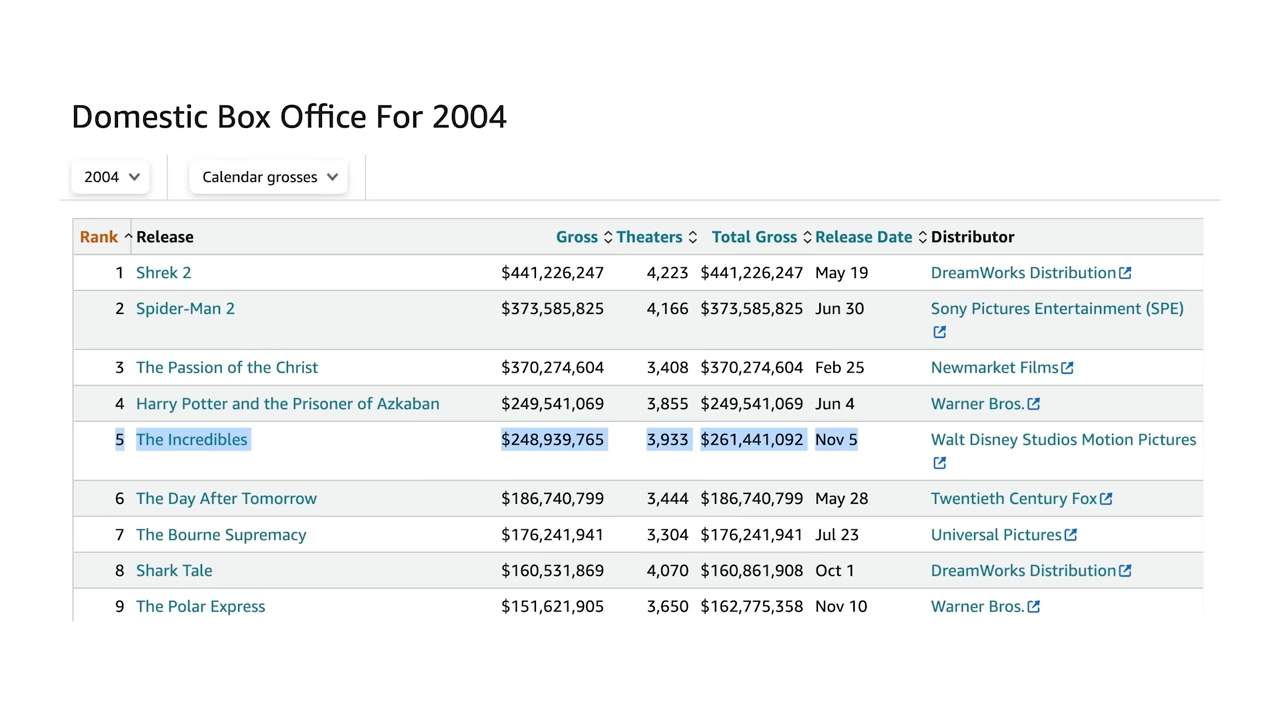 Domestic Box Office For 2004
2004 Calendar grosses
Rank Release Gross Theaters Total Gross Release Date Distributor
1 Shrek 2 $441,226,247 4,223 $441,226,247 May 19 DreamWorks Distribution
2 Spider-Man 2 $373,585,825 4,166 $373,585,825 Jun 30 Sony Pictures Entertainment (SPE)
3 The Passion of the Christ $370,274,604 3,408 $370,274,604 Feb 25 Newmarket Films
4 Harry Potter and the Prisoner of Azkaban $249,541,069 3,855 $249,541,069 Jun 4 Warner Bros.
5 The Incredibles $248,939,765 3,933 $261,441,092 Nov 5 Walt Disney Studios Motion Pictures
6 The Day After Tomorrow $186,740,799 3,444 $186,740,799 May 28 Twentieth Century Fox
7 The Bourne Supremacy $176,241,941 3,304 $176,241,941 Jul 23 Universal Pictures
8 Shark Tale $160,531,869 4,070 $160,861,908 Oct 1 DreamWorks Distribution
9 The Polar Express $151,621,905 3,650 $162,775,358 Nov 10 Warner Bros.